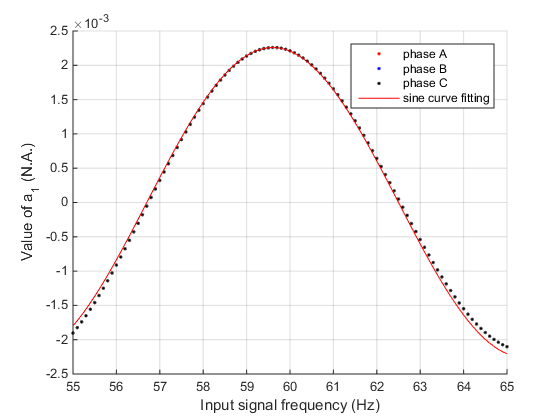 ×10⁻³
2.5
2
1.5
1
0.5
0
-0.5
-1
-1.5
-2
-2.5
Value of a₁ (N.A.)
phase A
phase B
phase C
sine curve fitting
55 56 57 58 59 60 61 62 63 64 65
Input signal frequency (Hz)